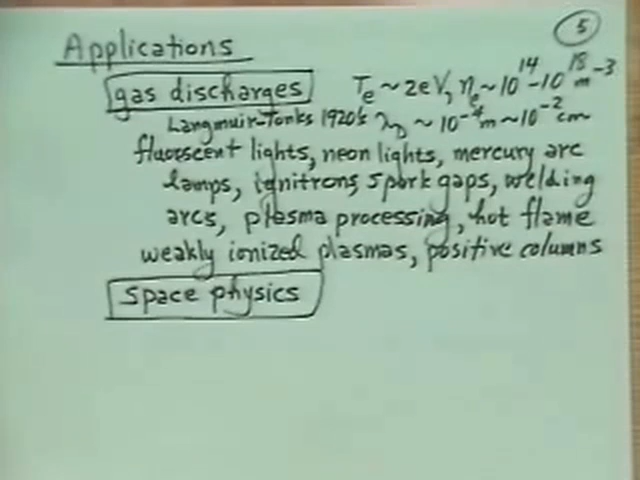 5
Applications
gas discharges Te ~ 2eV, ηe ~ 10^14 - 10^18 m^-3
Langmuir-Tonks 1920's λD ~ 10^-4 m ~ 10^-2 cm
fluorescent lights, neon lights, mercury arc
lamps, ignitrons, spark gaps, welding
arcs, plasma processing, hot flame
weakly ionized plasmas, positive columns
space physics